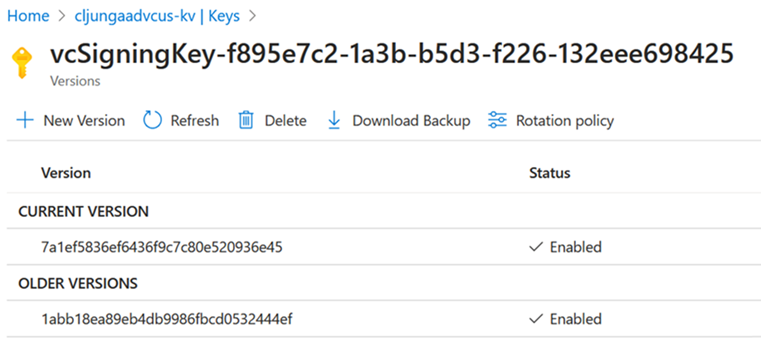 Home > cljungaadvcus-kv | Keys >
vcSigningKey-f895e7c2-1a3b-b5d3-f226-132eee698425
Versions
New Version Refresh Delete Download Backup Rotation policy
Version Status
CURRENT VERSION
7a1ef5836ef6436f9c7c80e520936e45 Enabled
OLDER VERSIONS
1abb18ea89eb4db9986fbcd0532444ef Enabled